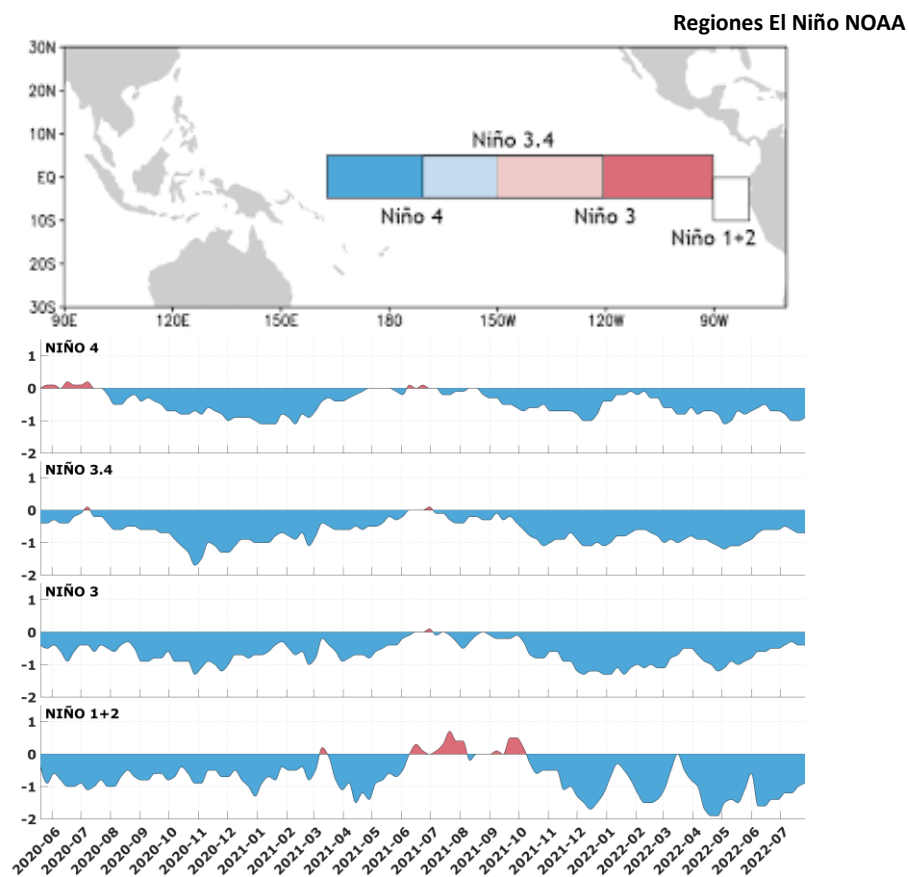 Regiones El Niño NOAA
30N
20N
10N
EQ
10S
20S
30S
Niño 3.4
Niño 4
Niño 3
Niño 1+2
90E 120E 150E 180 150W 120W 90W
NIÑO 4
1
0
-1
-2
NIÑO 3.4
1
0
-1
-2
NIÑO 3
1
0
-1
-2
NIÑO 1+2
1
0
-1
-2
2020-06 2020-07 2020-08 2020-09 2020-10 2020-11 2020-12 2021-01 2021-02 2021-03 2021-04 2021-05 2021-06 2021-07 2021-08 2021-09 2021-10 2021-11 2021-12 2022-01 2022-02 2022-03 2022-04 2022-05 2022-06 2022-07